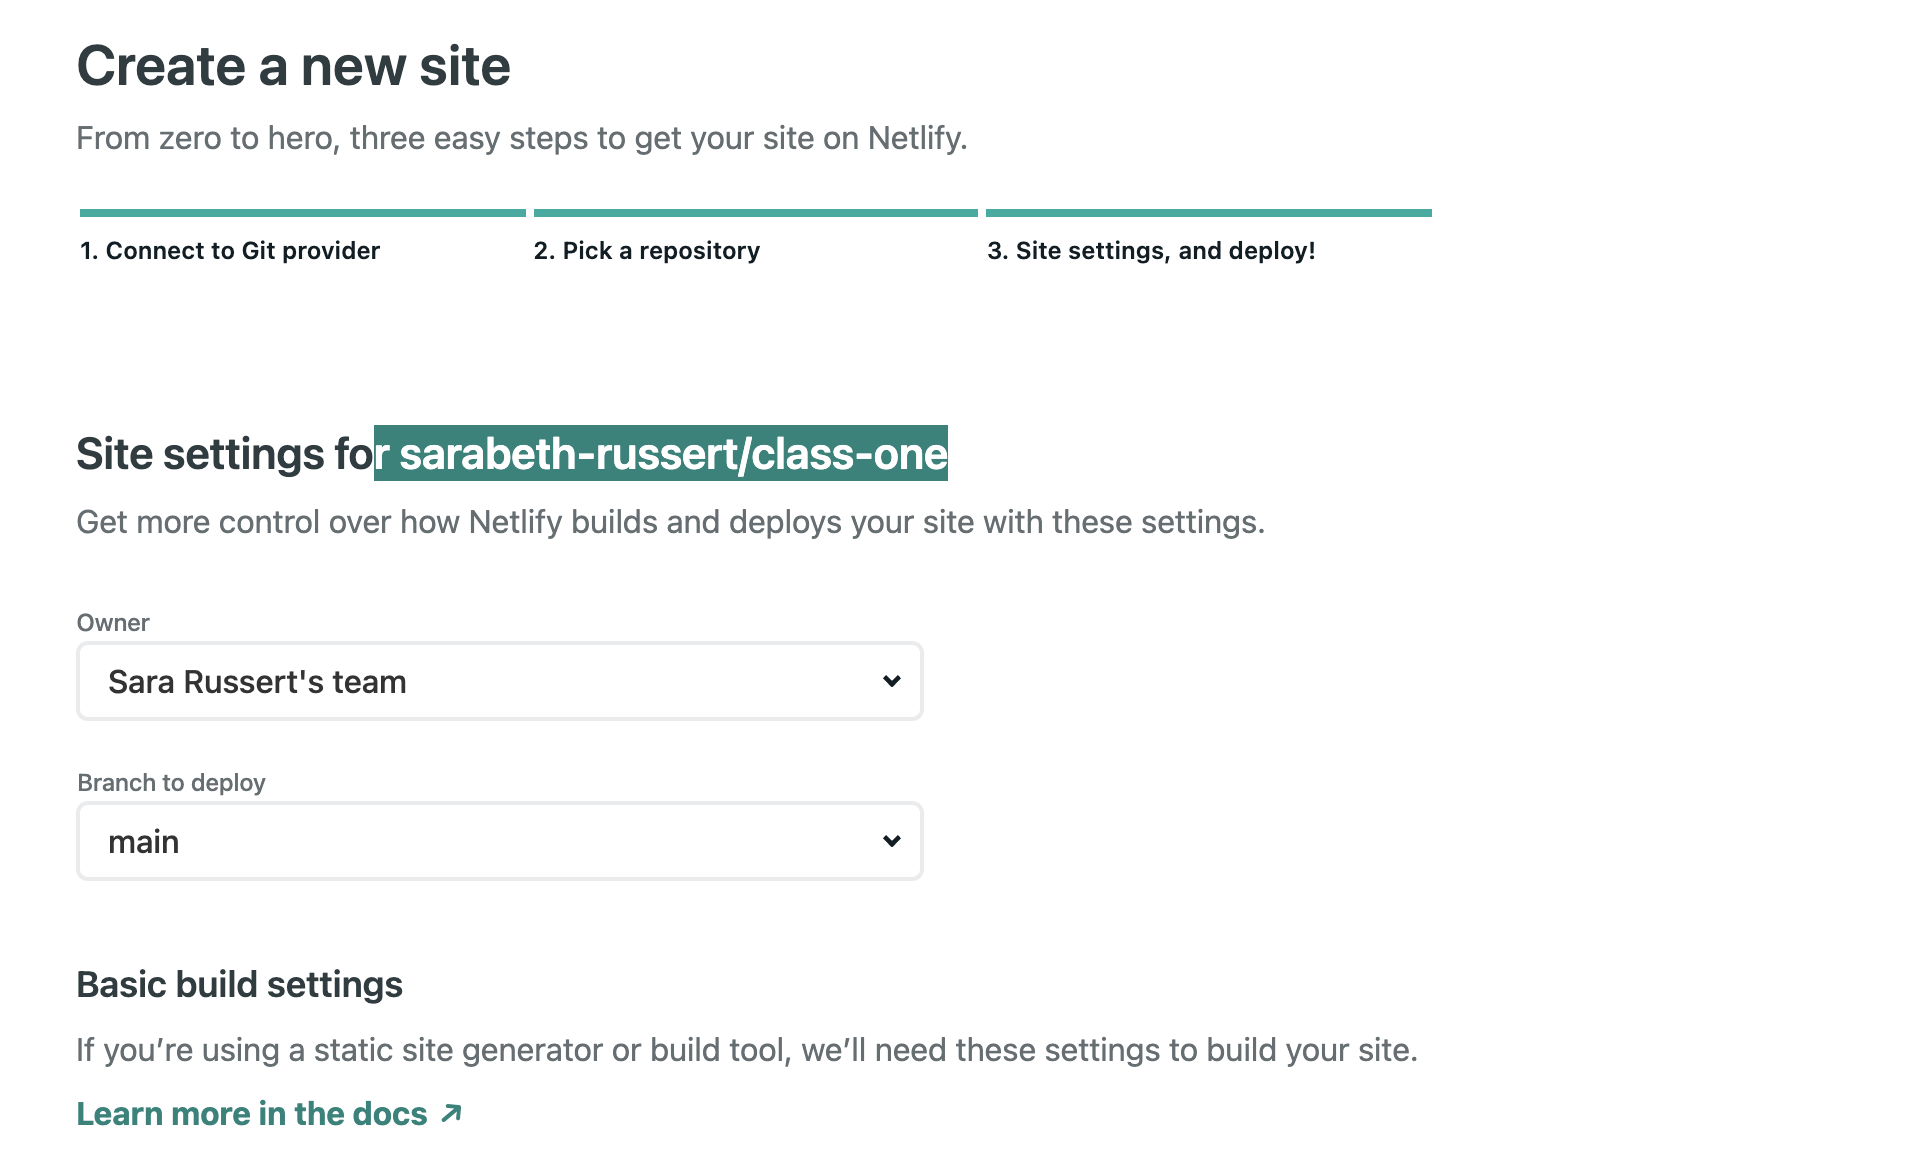 Create a new site
From zero to hero, three easy steps to get your site on Netlify.
1. Connect to Git provider
2. Pick a repository
3. Site settings, and deploy!
Site settings for sarabeth-russert/class-one
Get more control over how Netlify builds and deploys your site with these settings.
Owner
Sara Russert's team
Branch to deploy
main
Basic build settings
If you’re using a static site generator or build tool, we’ll need these settings to build your site.
Learn more in the docs ↗